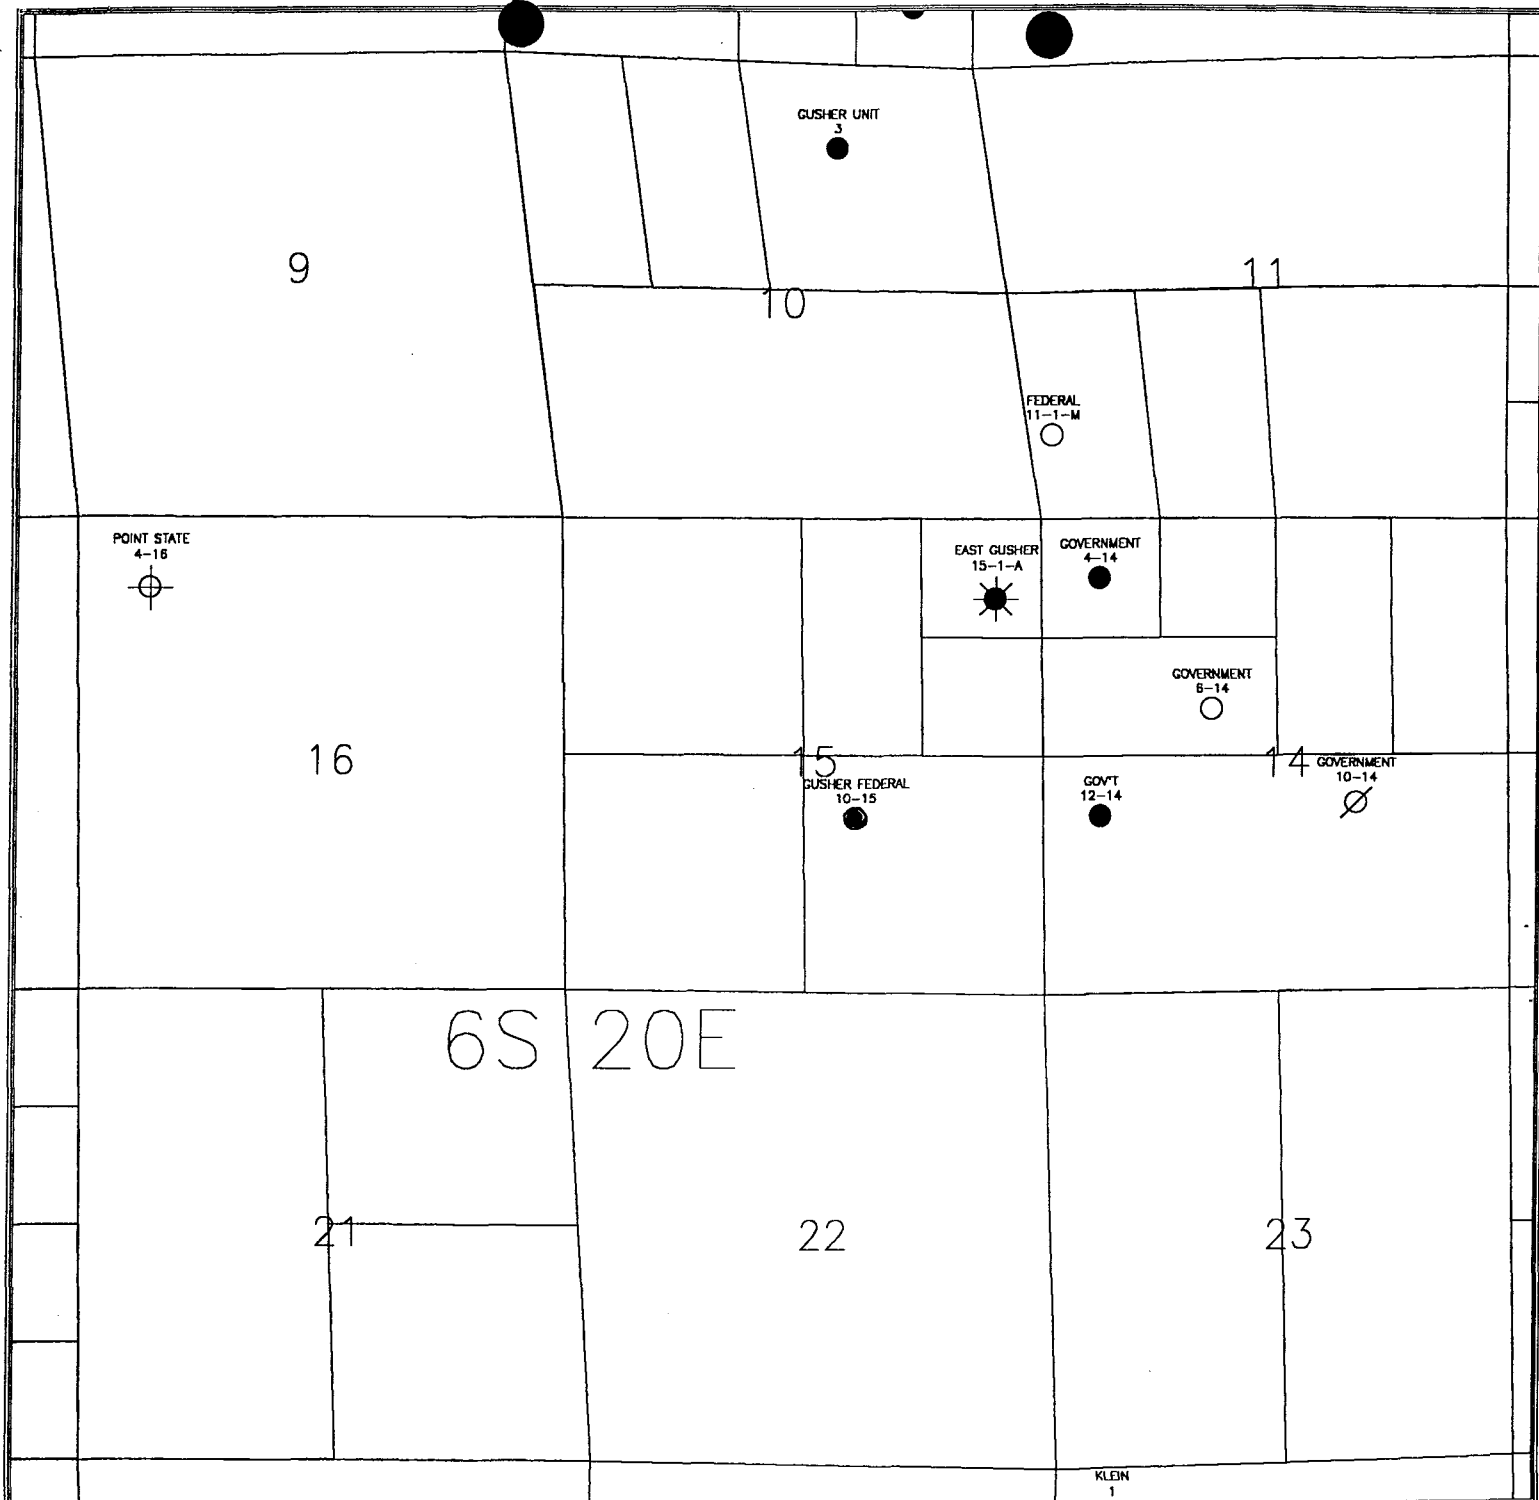 GUSHER UNIT
3
9
11
10
FEDERAL
11-1-M
POINT STATE
4-16
EAST GUSHER
15-1-A
GOVERNMENT
4-14
GOVERNMENT
6-14
16
15
14
GUSHER FEDERAL
10-15
GOV'T
12-14
GOVERNMENT
10-14
6S 20E
21
22
23
KLEIN
1